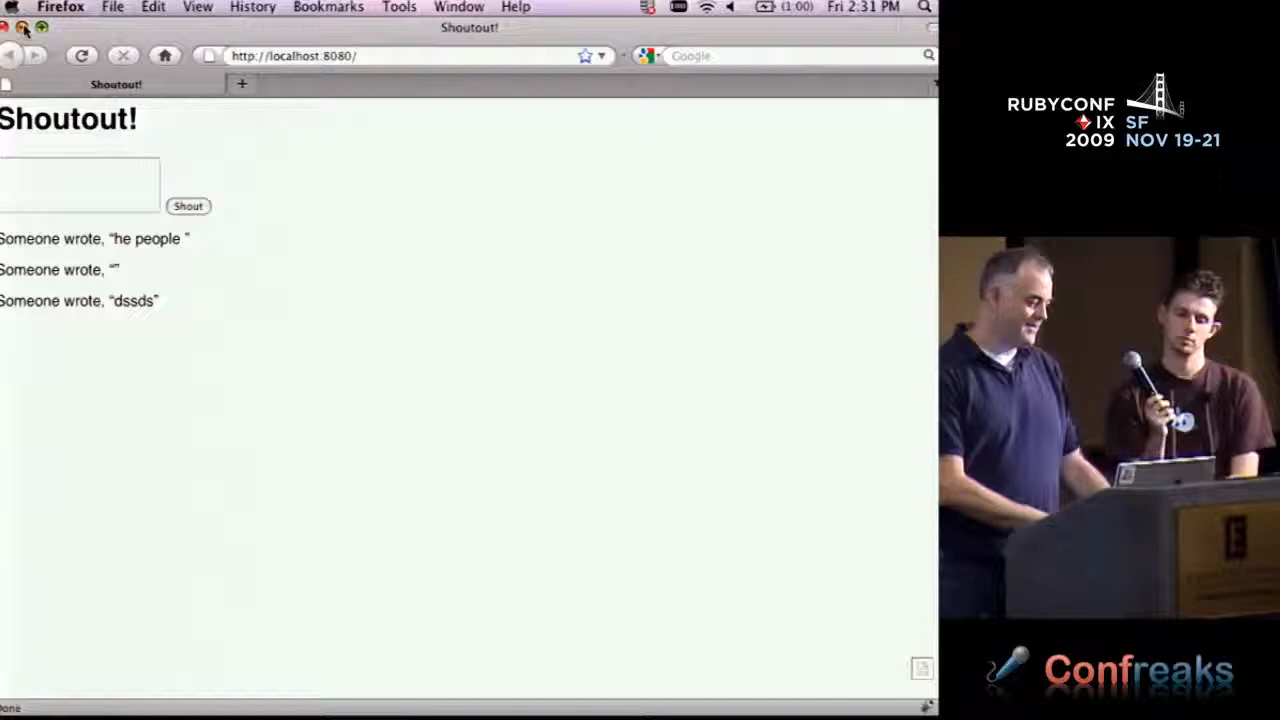 Firefox File Edit View History Bookmarks Tools Window Help (1:00) Fri 2:31 PM
Shoutout!
http://localhost:8080/ Google
Shoutout!
Shoutout!
Shout
Someone wrote, “he people ”
Someone wrote, “”
Someone wrote, “dssds”
RUBYCONF
IX SF
2009 NOV 19-21
Confreaks